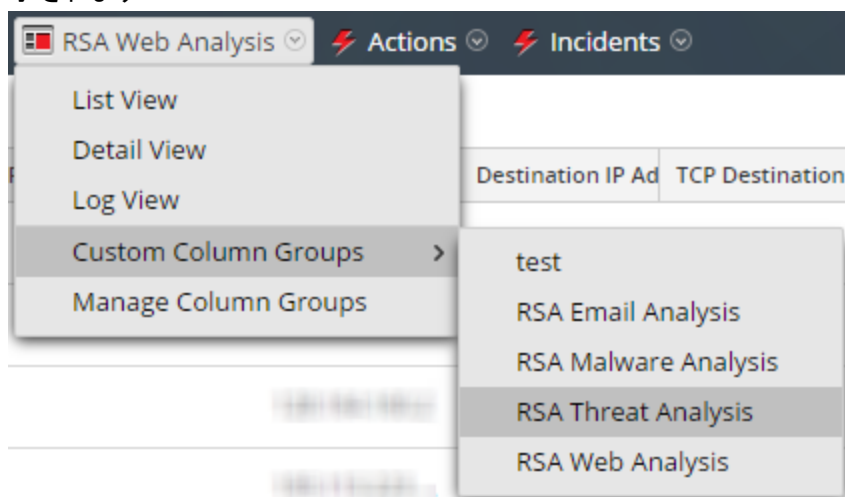 RSA Web Analysis Actions Incidents
List View
Detail View
Log View
Custom Column Groups
Manage Column Groups
Destination IP Ad TCP Destination
test
RSA Email Analysis
RSA Malware Analysis
RSA Threat Analysis
RSA Web Analysis